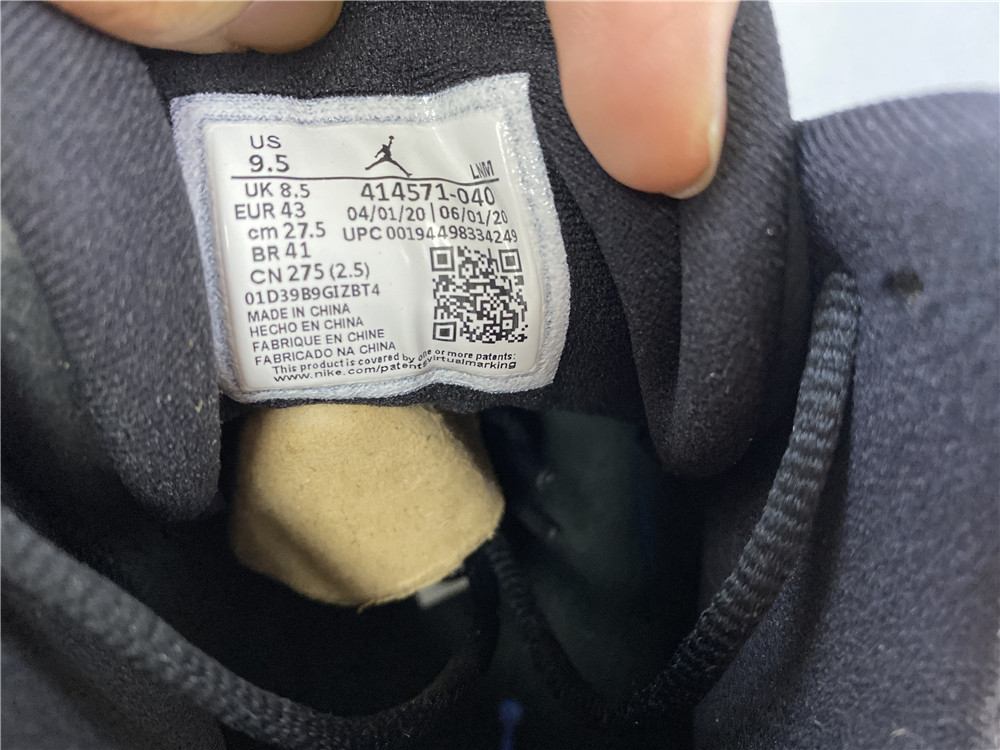 US
9.5
LNM
UK 8.5 414571-040
EUR 43 04/01/20 | 06/01/20
cm 27.5 UPC 00194498334249
BR 41
CN 275 (2.5)
01D39B9GIZBT4
MADE IN CHINA
HECHO EN CHINA
FABRIQUE EN CHINE
FABRICADO NA CHINA
This product is covered by one or more patents:
www.nike.com/patents/virtualmarking